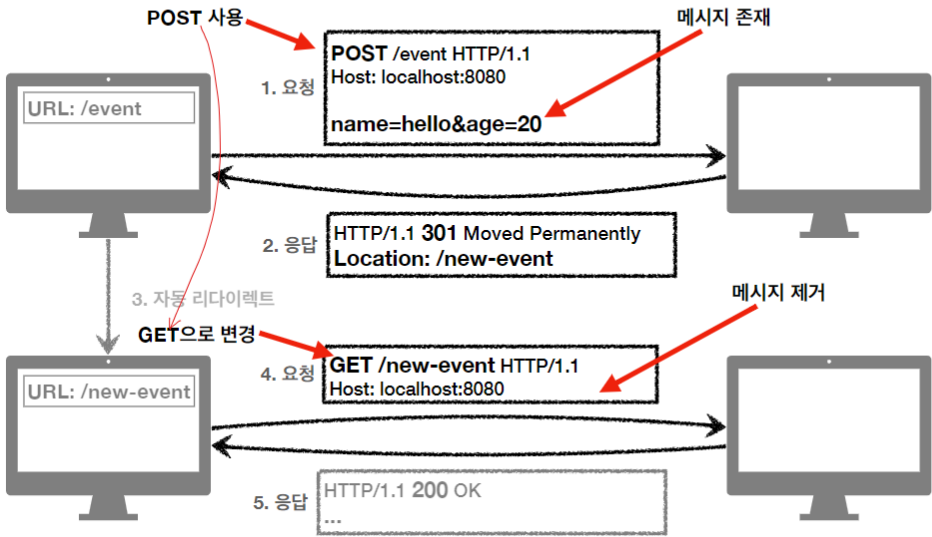 POST 사용
메시지 존재
POST /event HTTP/1.1
1. 요청
Host: localhost:8080
URL: /event
name=hello&age=20
HTTP/1.1 301 Moved Permanently
2. 응답
Location: /new-event
3. 자동 리다이렉트
메시지 제거
GET으로 변경
GET /new-event HTTP/1.1
4. 요청
Host: localhost:8080
URL: /new-event
HTTP/1.1 200 OK
5. 응답
...